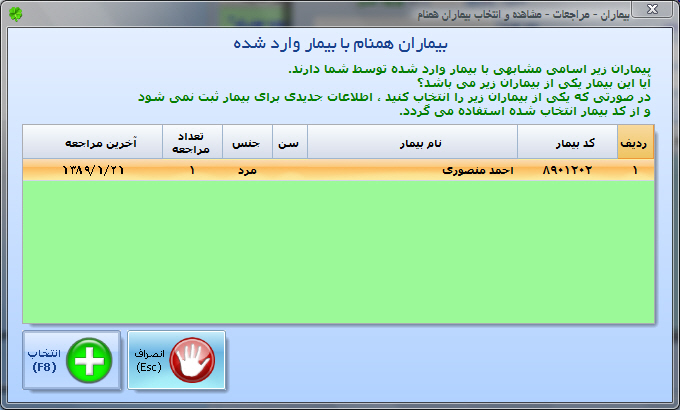 بیماران - مراجعات - مشاهده و انتخاب بیماران همنام
بیماران همنام با بیمار وارد شده
بیماران زیر اسامی مشابهی با بیمار وارد شده توسط شما دارند.
آیا این بیمار یکی از بیماران زیر می باشد؟
در صورتی که یکی از بیماران زیر را انتخاب کنید ، اطلاعات جدیدی برای بیمار ثبت نمی شود
و از کد بیمار انتخاب شده استفاده می گردد.
ردیف کد بیمار نام بیمار سن جنس تعداد مراجعه آخرین مراجعه
۱ ۸۹۰۱۲۰۲ احمد منصوری مرد ۱ ۱۳۸۹/۱/۲۱
انصراف
(Esc)
انتخاب
(F8)